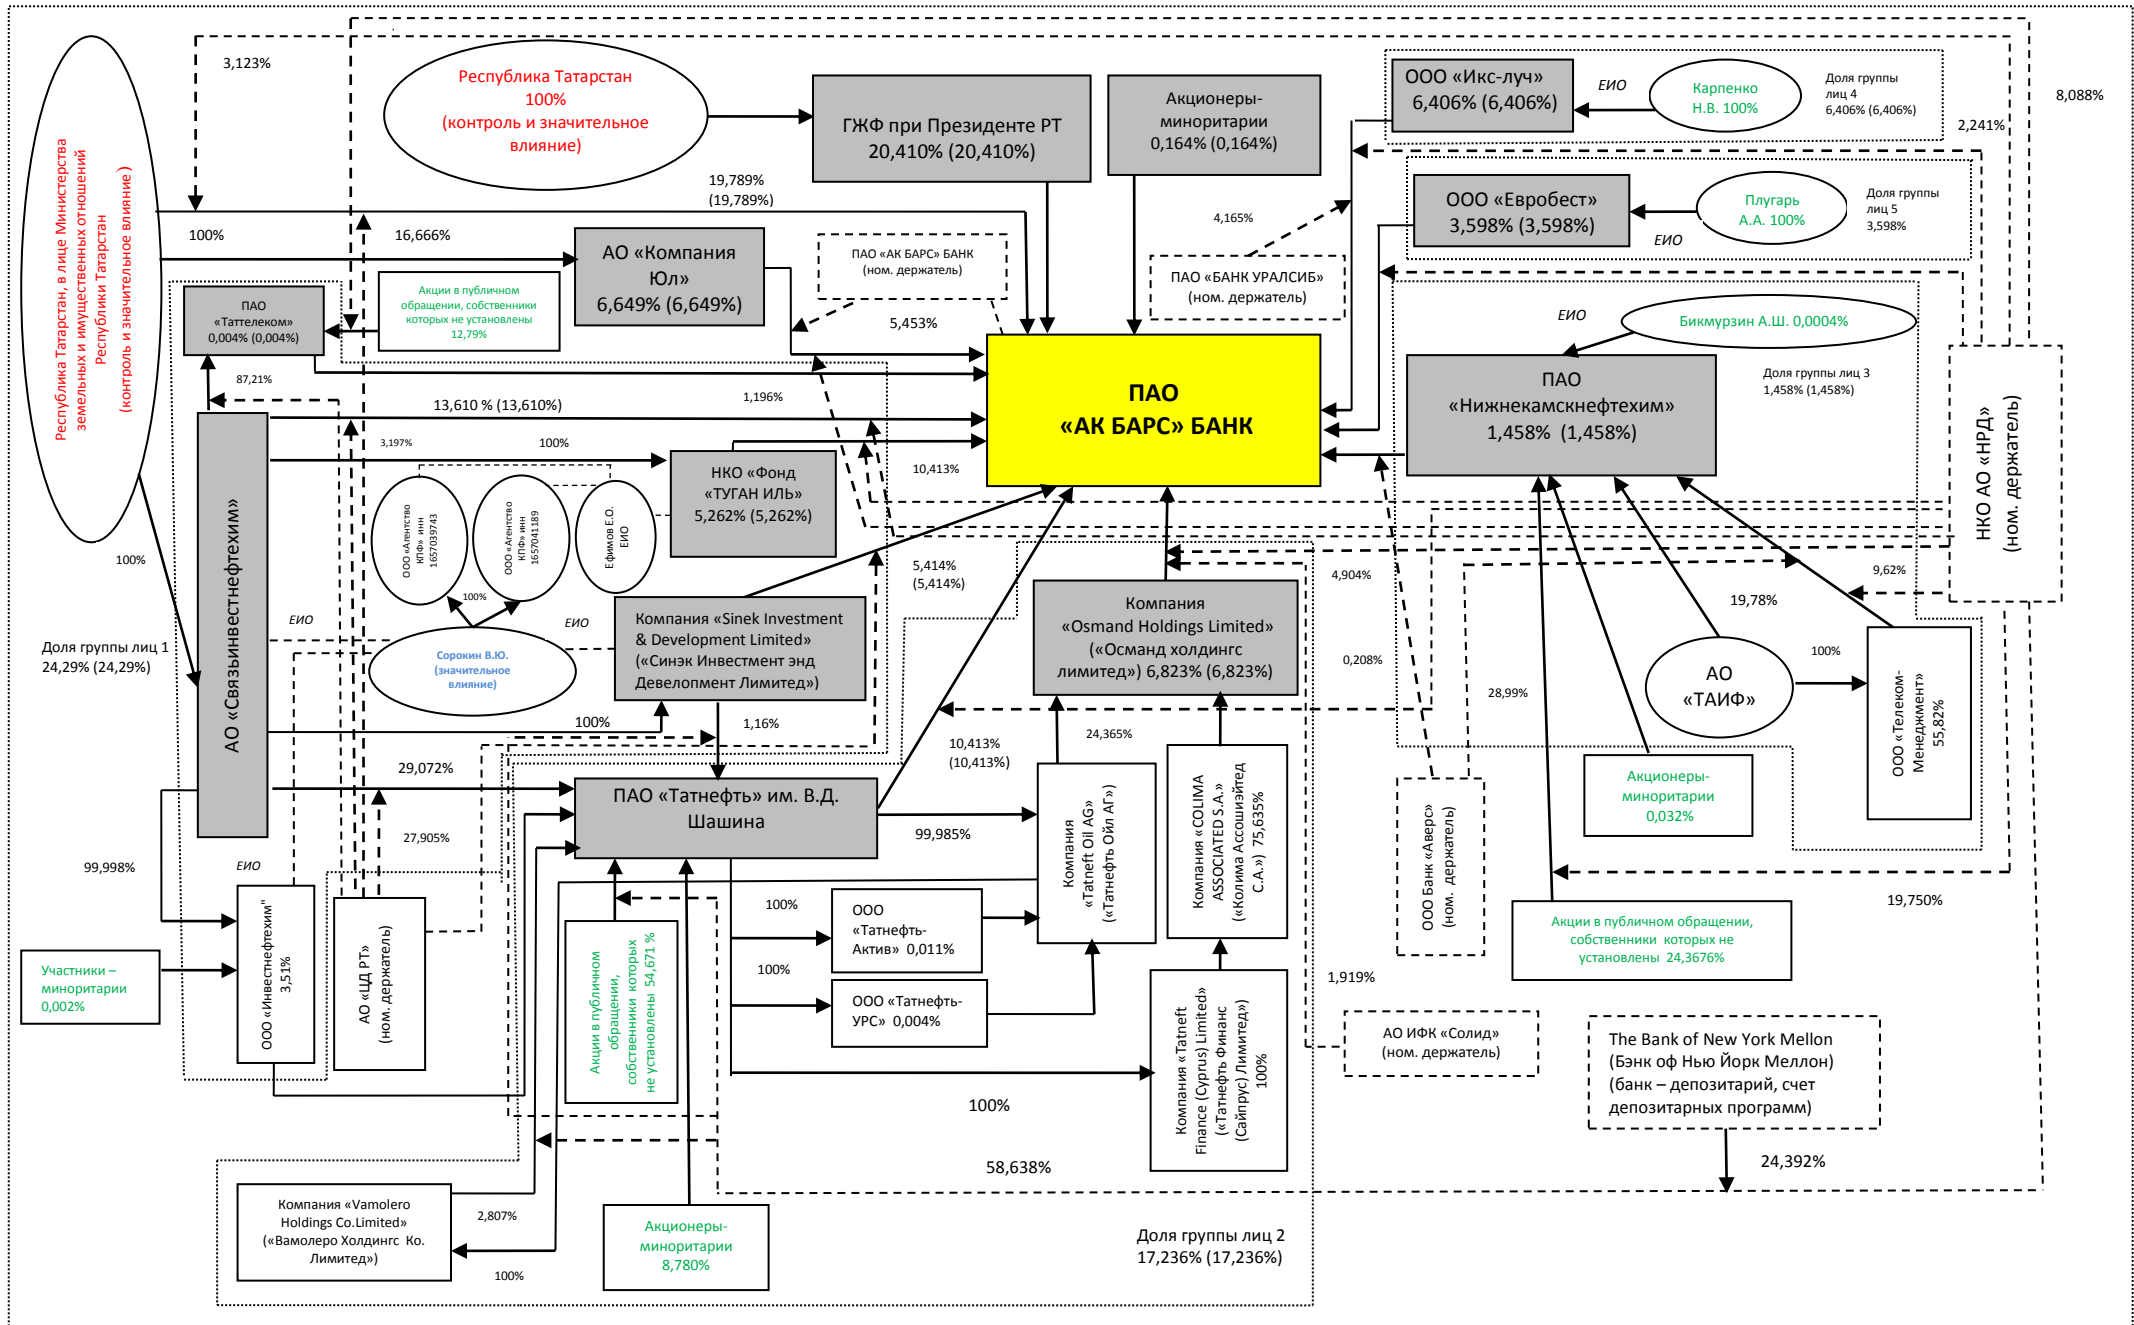 3,123%
Республика Татарстан
100%
(контроль и значительное
влияние)
ГЖФ при Президенте РТ
20,410% (20,410%)
Акционеры-
миноритарии
0,164% (0,164%)
ООО «Икс-луч»
6,406% (6,406%)
ЕИО
Карпенко
Н.В. 100%
Доля группы
лиц 4
6,406% (6,406%)
8,088%
2,241%
Республика Татарстан, в лице Министерства
земельных и имущественных отношений
Республики Татарстан
(контроль и значительное влияние)
19,789%
(19,789%)
100%
16,666%
АО «Компания
Юл»
6,649% (6,649%)
ПАО «АК БАРС» БАНК
(ном. держатель)
4,165%
ПАО «БАНК УРАЛСИБ»
(ном. держатель)
ООО «Евробест»
3,598% (3,598%)
Плугарь
А.А. 100%
ЕИО
Доля группы
лиц 5
3,598%
ПАО
«Таттелеком»
0,004% (0,004%)
Акции в публичном
обращении, собственники
которых не установлены
12,79%
5,453%
ЕИО
Бикмурзин А.Ш. 0,0004%
87,21%
13,610 % (13,610%)
1,196%
ПАО
«АК БАРС» БАНК
ПАО
«Нижнекамскнефтехим»
1,458% (1,458%)
Доля группы лиц 3
1,458% (1,458%)
НКО АО «НРД»
(ном. держатель)
3,197%
100%
НКО «Фонд
«ТУГАН ИЛЬ»
5,262% (5,262%)
10,413%
ООО «Агентство
КПФ» инн
1657039743
ООО «Агентство
КПФ» инн
1657041189
Ефимов Е.О.
ЕИО
100%
100%
АО «Связьинвестнефтехим»
ЕИО
ЕИО
Сорокин В.Ю.
(значительное
влияние)
Доля группы лиц 1
24,29% (24,29%)
Компания «Sinek Investment
& Development Limited»
(«Синэк Инвестмент энд
Девелопмент Лимитед»)
5,414%
(5,414%)
Компания
«Osmand Holdings Limited»
(«Османд холдингс
лимитед») 6,823% (6,823%)
4,904%
0,208%
9,62%
19,78%
АО
«ТАИФ»
100%
ООО «Телеком-
Менеджмент»
55,82%
28,99%
100%
1,16%
10,413%
(10,413%)
24,365%
29,072%
ПАО «Татнефть» им. В.Д.
Шашина
27,905%
99,985%
Компания
«Tatneft Oil AG»
(«Татнефть Ойл АГ»)
Компания «COLIMA
ASSOCIATED S.A.»
(«Колима Ассошиэйтед
С.А.») 75,635%
ООО Банк «Аверс»
(ном. держатель)
Акционеры-
миноритарии
0,032%
99,998%
ЕИО
ООО «Инвестнефтехим"
3,51%
АО «ЦД РТ»
(ном. держатель)
Участники –
миноритарии
0,002%
Акции в публичном
обращении,
собственники которых
не установлены 54,671 %
100%
ООО
«Татнефть-
Актив» 0,011%
100%
ООО «Татнефть-
УРС» 0,004%
100%
Компания «Tatneft
Finance (Cyprus) Limited»
(«Татнефть Финанс
(Сайпрус) Лимитед»)
100%
19,750%
Акции в публичном обращении,
собственники которых не
установлены 24,3676%
1,919%
АО ИФК «Солид»
(ном. держатель)
The Bank of New York Mellon
(Бэнк оф Нью Йорк Меллон)
(банк – депозитарий, счет
депозитарных программ)
58,638%
24,392%
Компания «Vamolero
Holdings Co.Limited»
(«Вамолеро Холдингс Ко.
Лимитед»)
2,807%
100%
Акционеры-
миноритарии
8,780%
Доля группы лиц 2
17,236% (17,236%)